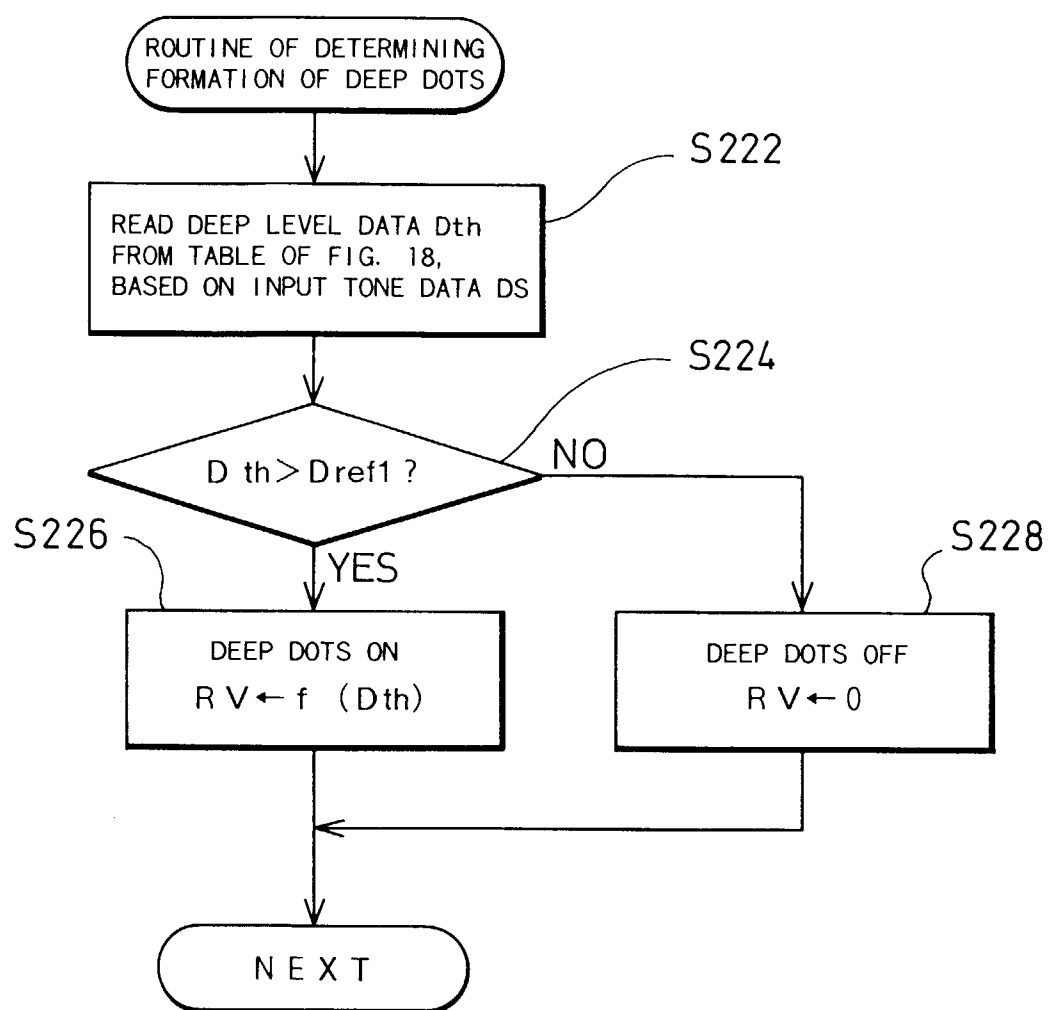 ROUTINE OF DETERMINING
FORMATION OF DEEP DOTS
S222
READ DEEP LEVEL DATA Dth
FROM TABLE OF FIG. 18,
BASED ON INPUT TONE DATA DS
S224
Dth>Dref1?
NO
S226
YES
S228
DEEP DOTS ON
RV←f (Dth)
DEEP DOTS OFF
RV←0
NEXT